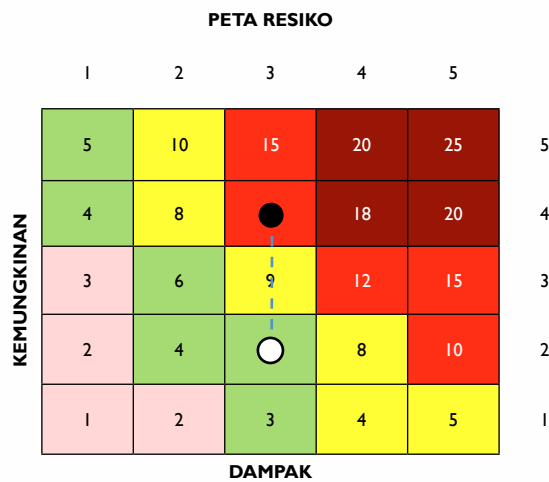 PETA RESIKO
1 2 3 4 5
5 10 15 20 25 5
4 8 18 20 4
KEMUNGKINAN
3 6 9 12 15 3
2 4 8 10 2
1 2 3 4 5 1
DAMPAK